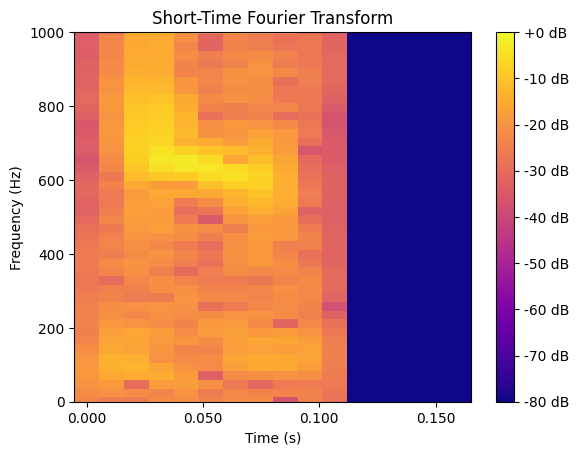 Short-Time Fourier Transform
1000
800
600
400
200
0
Frequency (Hz)
0.000
0.050
0.100
0.150
Time (s)
+0 dB
-10 dB
-20 dB
-30 dB
-40 dB
-50 dB
-60 dB
-70 dB
-80 dB